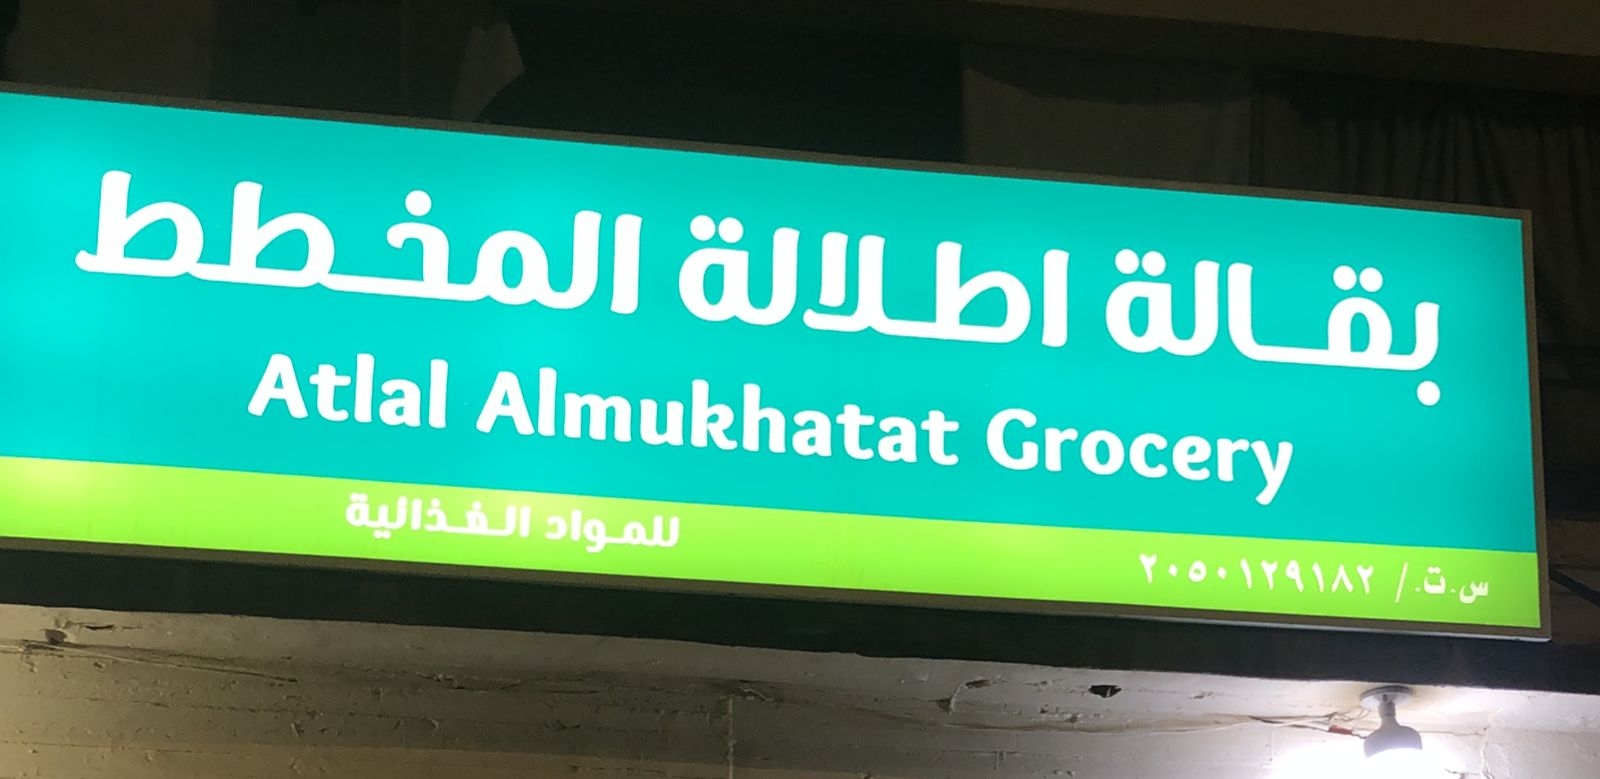 بقالة اطلالة المخطط
Atlal Almukhatat Grocery
للمواد الغذائية
س.ت./ ٢٠٥٠١٢٩١٨٢